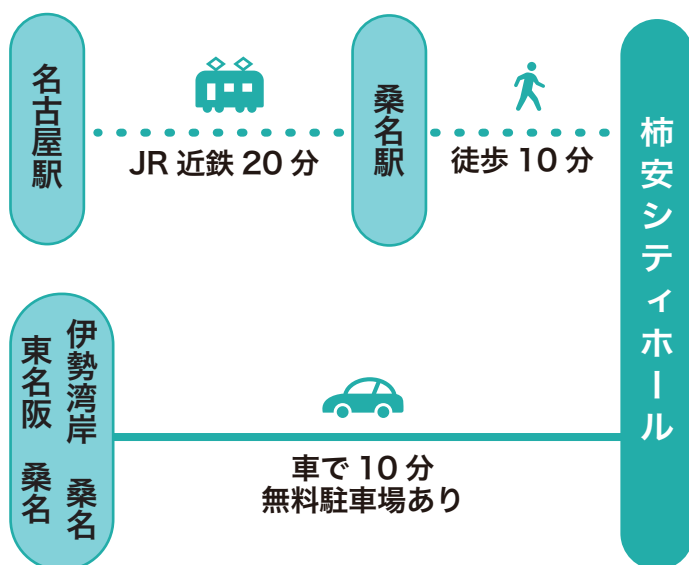 名古屋駅
JR 近鉄 20 分
桑名駅
徒歩 10 分
柿安シティホール
伊勢湾岸 桑名
東名阪 桑名
車で 10 分
無料駐車場あり